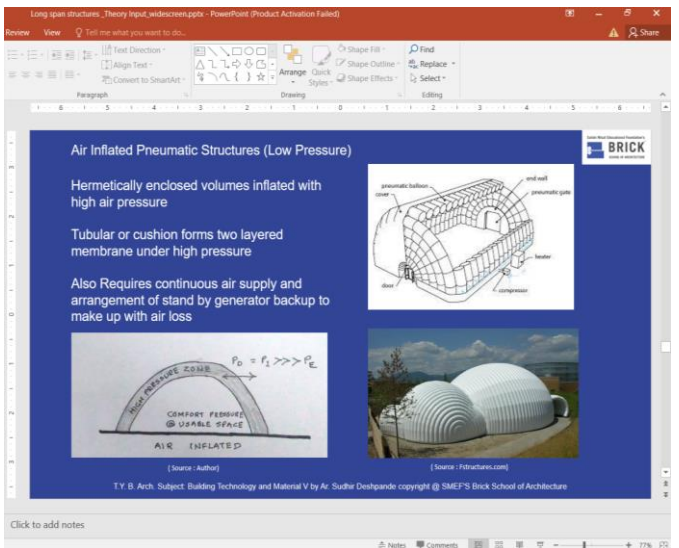 Long span structures _Theory Input_widescreen.pptx - PowerPoint (Product Activation Failed)
Review View Tell me what you want to do... Share
Text Direction
Align Text
Convert to SmartArt
Arrange Quick Styles
Shape Fill
Shape Outline
Shape Effects
Find
Replace
Select
Paragraph Drawing Editing
BRICK
SCHOOL OF ARCHITECTURE
Air Inflated Pneumatic Structures (Low Pressure)
Hermetically enclosed volumes inflated with
high air pressure
Tubular or cushion forms two layered
membrane under high pressure
Also Requires continuous air supply and
arrangement of stand by generator backup to
make up with air loss
end wall
pneumatic balloon
pneumatic gate
cover
heater
door
compressor
HIGH PRESSURE ZONE
P_D = P_I >>> P_E
COMFORT PRESSURE
@ USABLE SPACE
AIR INFLATED
( Source : Author)
( Source : Fstructures.com)
T.Y. B. Arch. Subject: Building Technology and Material V by Ar. Sudhir Deshpande copyright @ SMEF'S Brick School of Architecture
Click to add notes
Notes Comments 77%